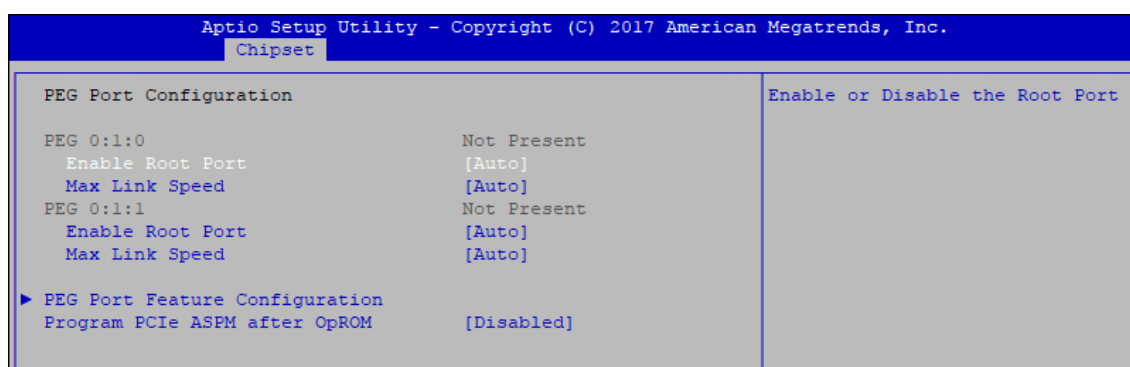 Aptio Setup Utility - Copyright (C) 2017 American Megatrends, Inc.
Chipset
PEG Port Configuration
Enable or Disable the Root Port
PEG 0:1:0 Not Present
Enable Root Port [Auto]
Max Link Speed [Auto]
PEG 0:1:1 Not Present
Enable Root Port [Auto]
Max Link Speed [Auto]
PEG Port Feature Configuration
Program PCIe ASPM after OpROM [Disabled]